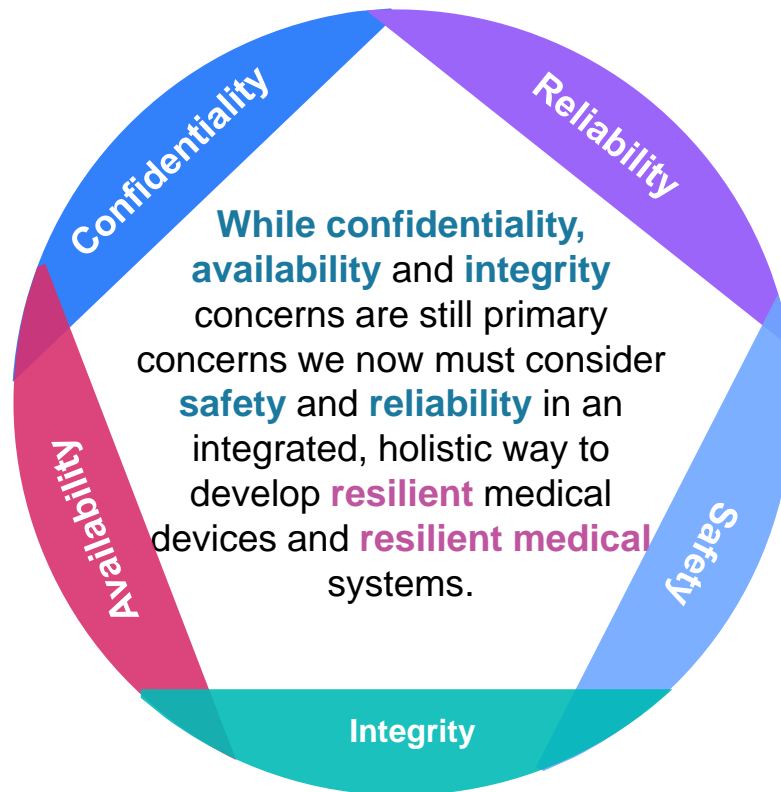 Confidentiality
Reliability
While confidentiality,
availability and integrity
concerns are still primary
concerns we now must consider
safety and reliability in an
integrated, holistic way to
develop resilient medical
devices and resilient medical
systems.
Availability
Safety
Integrity